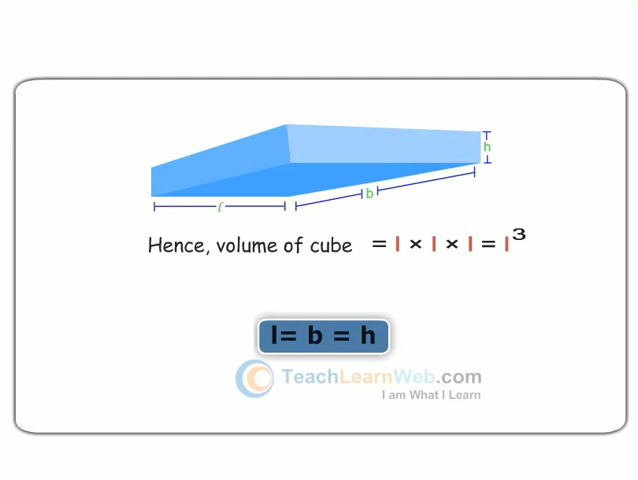 h
b
l
Hence, volume of cube = l × l × l = l³
l= b = h
TeachLearnWeb.com
I am What I Learn